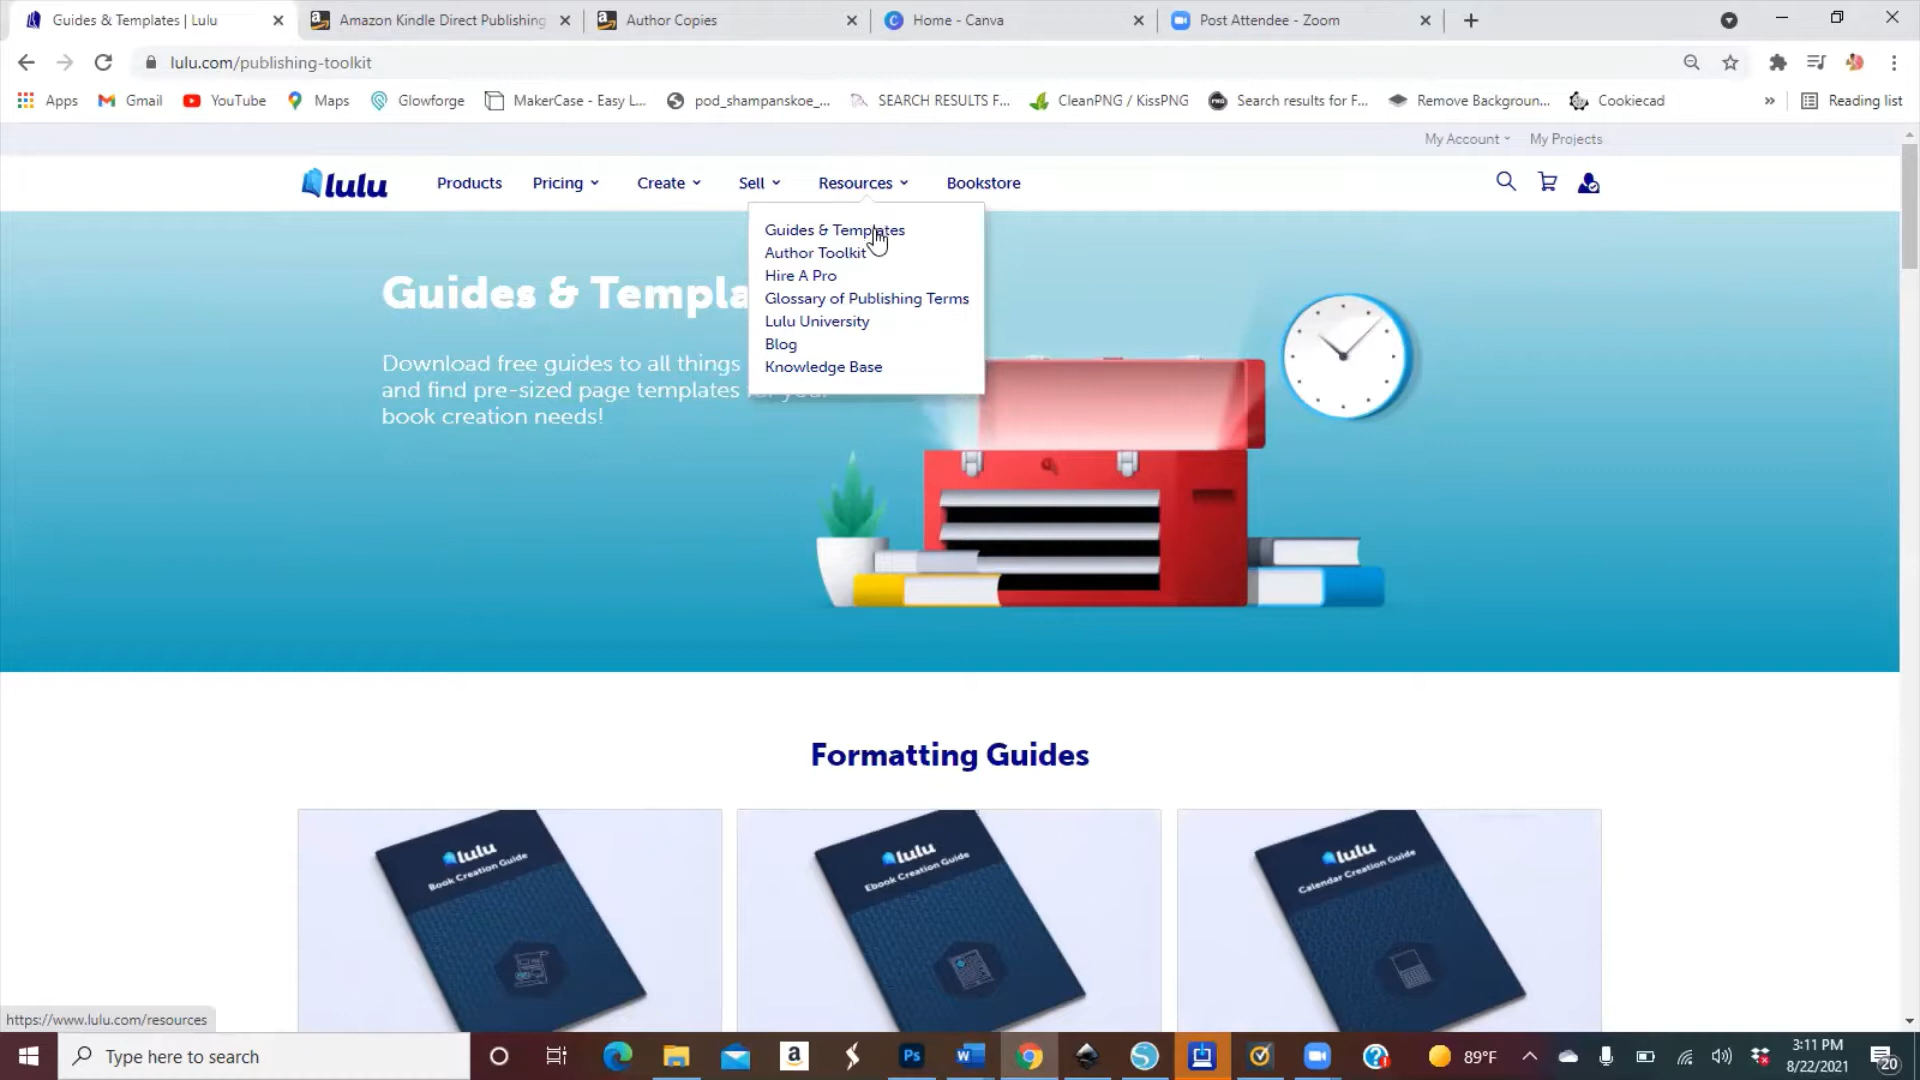 Guides & Templates | Lulu
Amazon Kindle Direct Publishing
Author Copies
Home - Canva
Post Attendee - Zoom
lulu.com/publishing-toolkit
Apps
Gmail
YouTube
Maps
Glowforge
MakerCase - Easy L...
pod_shampanskoe_...
SEARCH RESULTS F...
CleanPNG / KissPNG
Search results for F...
Remove Backgroun...
Cookiecad
»
Reading list
My Account
My Projects
lulu
Products
Pricing
Create
Sell
Resources
Bookstore
Guides & Templates
Author Toolkit
Hire A Pro
Glossary of Publishing Terms
Lulu University
Blog
Knowledge Base
Guides & Templa
Download free guides to all things
and find pre-sized page templates
book creation needs!
Formatting Guides
lulu
Book Creation Guide
lulu
Ebook Creation Guide
lulu
Calendar Creation Guide
https://www.lulu.com/resources
Type here to search
Ps
89°F
3:11 PM
8/22/2021
20